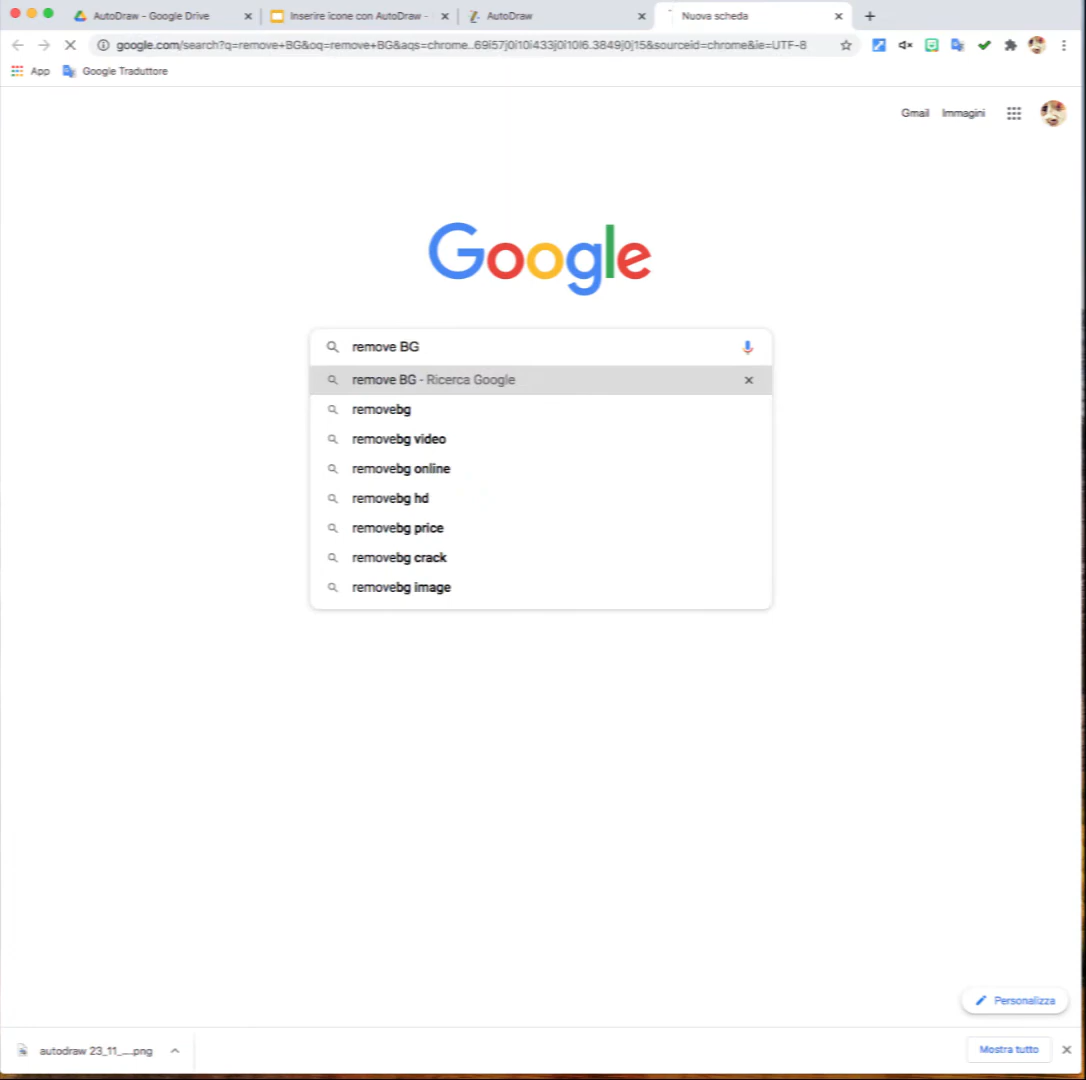 AutoDraw - Google Drive
Inserire icone con AutoDraw -
AutoDraw
Nuova scheda
google.com/search?q=remove+BG&oq=remove+BG&aqs=chrome..69i57j0i10i433j0i10l6.3849j0j15&sourceid=chrome&ie=UTF-8
App
Google Traduttore
Gmail
Immagini
Google
remove BG
remove BG - Ricerca Google
removebg
removebg video
removebg online
removebg hd
removebg price
removebg crack
removebg image
Personalizza
autodraw 23_11_....png
Mostra tutto